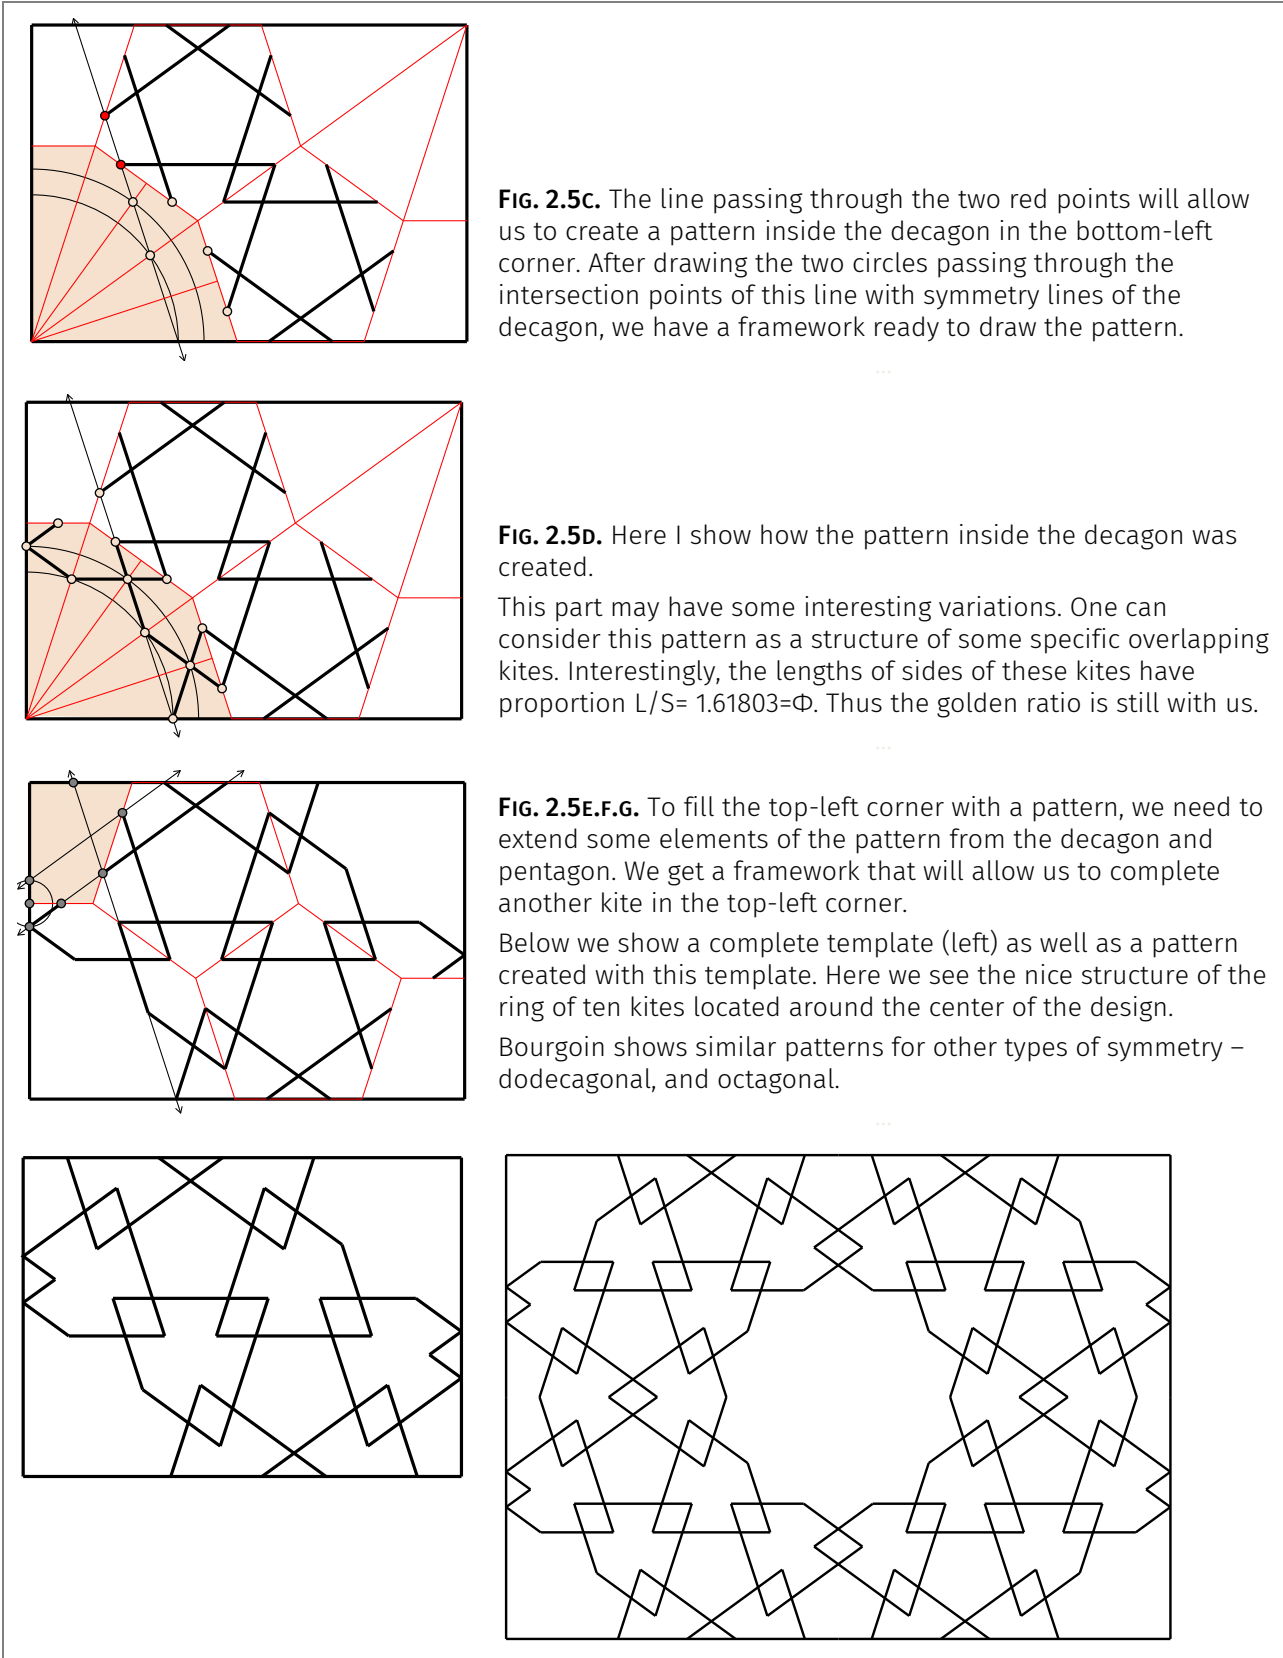 FIG. 2.5C. The line passing through the two red points will allow
us to create a pattern inside the decagon in the bottom-left
corner. After drawing the two circles passing through the
intersection points of this line with symmetry lines of the
decagon, we have a framework ready to draw the pattern.
...
FIG. 2.5D. Here I show how the pattern inside the decagon was
created.
This part may have some interesting variations. One can
consider this pattern as a structure of some specific overlapping
kites. Interestingly, the lengths of sides of these kites have
proportion L/S= 1.61803=Φ. Thus the golden ratio is still with us.
...
FIG. 2.5E.F.G. To fill the top-left corner with a pattern, we need to
extend some elements of the pattern from the decagon and
pentagon. We get a framework that will allow us to complete
another kite in the top-left corner.
Below we show a complete template (left) as well as a pattern
created with this template. Here we see the nice structure of the
ring of ten kites located around the center of the design.
Bourgoin shows similar patterns for other types of symmetry –
dodecagonal, and octagonal.
...